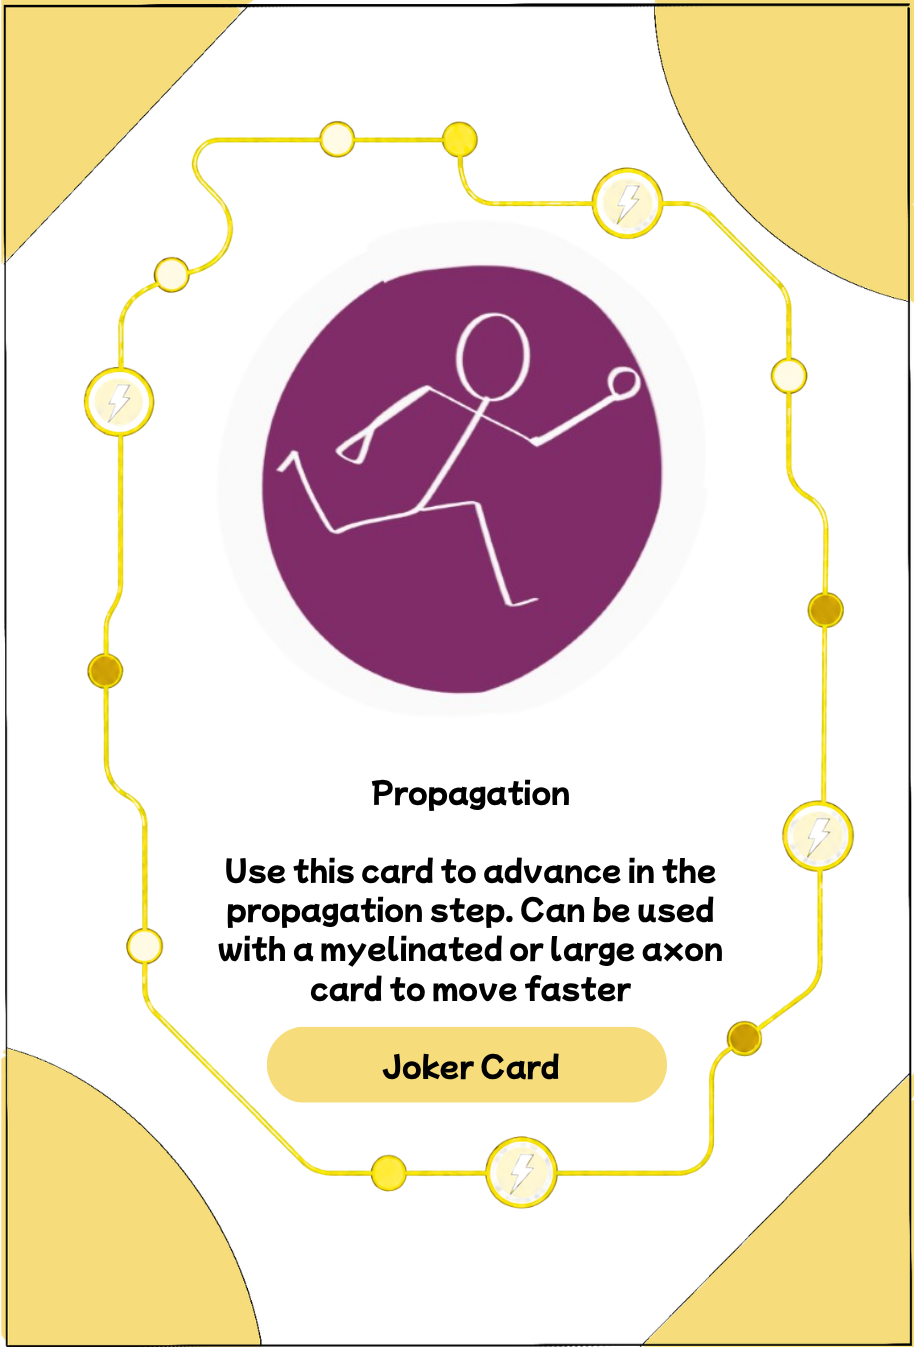 Propagation
Use this card to advance in the
propagation step. Can be used
with a myelinated or large axon
card to move faster
Joker Card